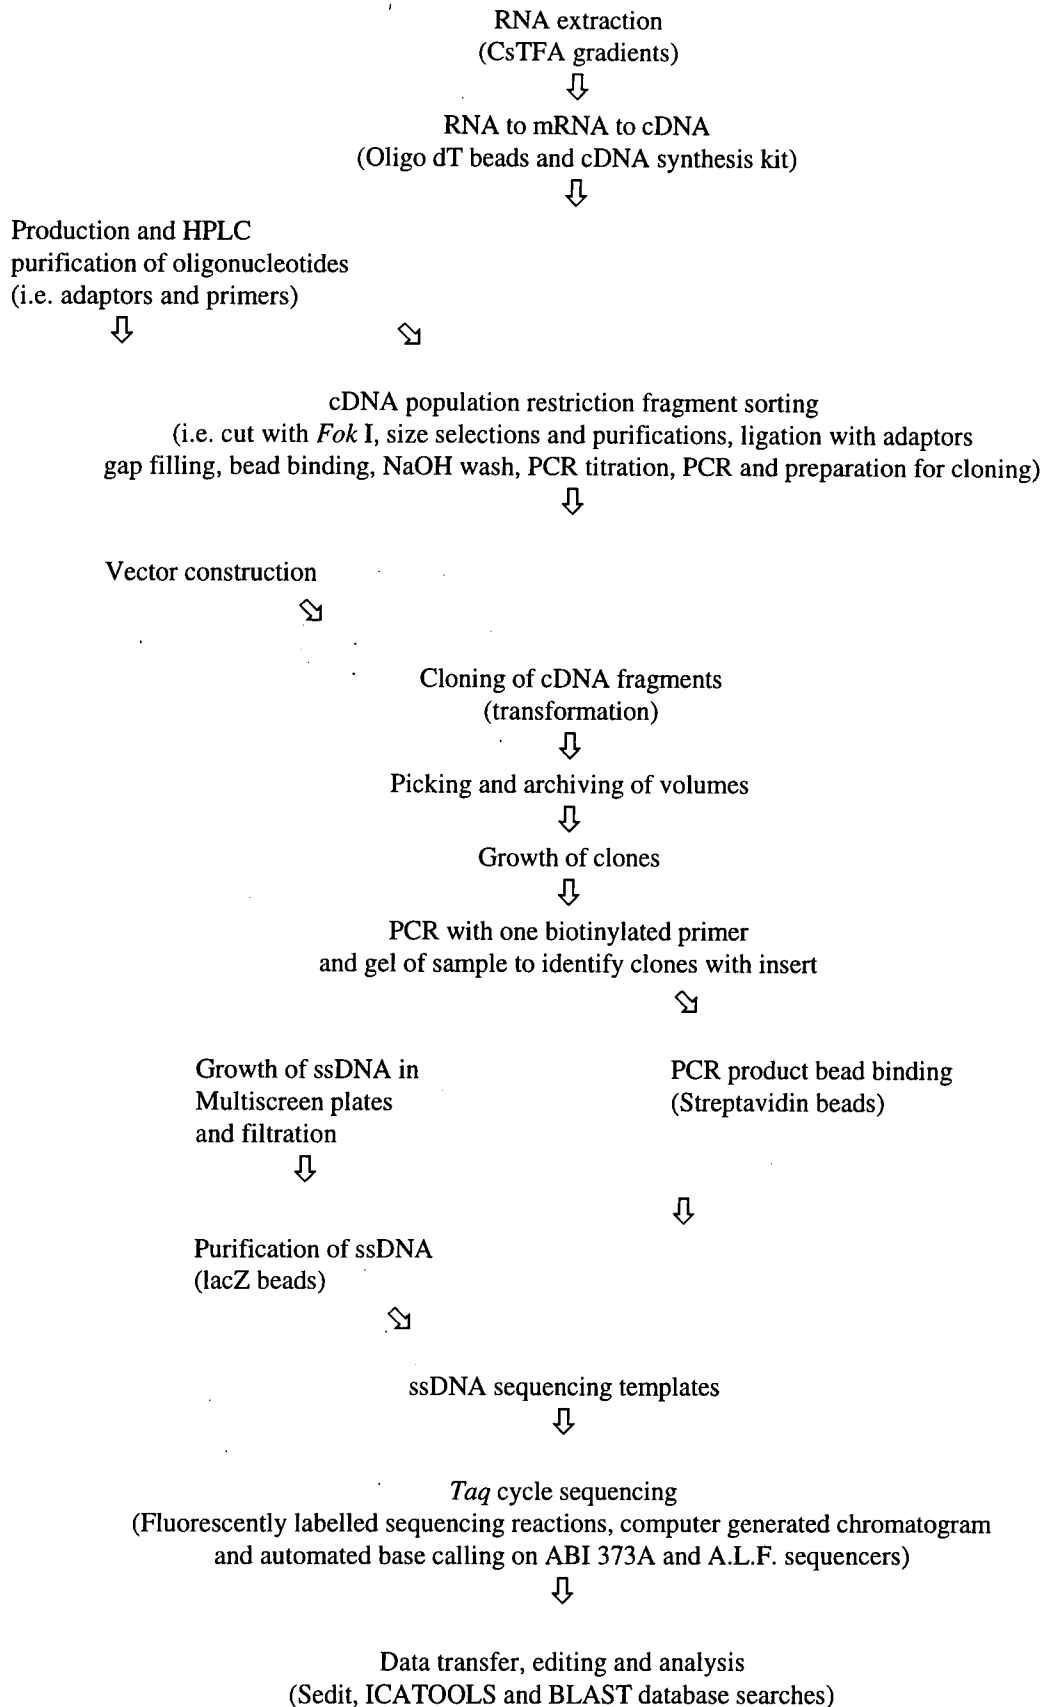 RNA extraction
(CsTFA gradients)
RNA to mRNA to cDNA
(Oligo dT beads and cDNA synthesis kit)
Production and HPLC
purification of oligonucleotides
(i.e. adaptors and primers)
cDNA population restriction fragment sorting
(i.e. cut with Fok I, size selections and purifications, ligation with adaptors
gap filling, bead binding, NaOH wash, PCR titration, PCR and preparation for cloning)
Vector construction
Cloning of cDNA fragments
(transformation)
Picking and archiving of volumes
Growth of clones
PCR with one biotinylated primer
and gel of sample to identify clones with insert
Growth of ssDNA in
Multiscreen plates
and filtration
PCR product bead binding
(Streptavidin beads)
Purification of ssDNA
(lacZ beads)
ssDNA sequencing templates
Taq cycle sequencing
(Fluorescently labelled sequencing reactions, computer generated chromatogram
and automated base calling on ABI 373A and A.L.F. sequencers)
Data transfer, editing and analysis
(Sedit, ICATOOLS and BLAST database searches)